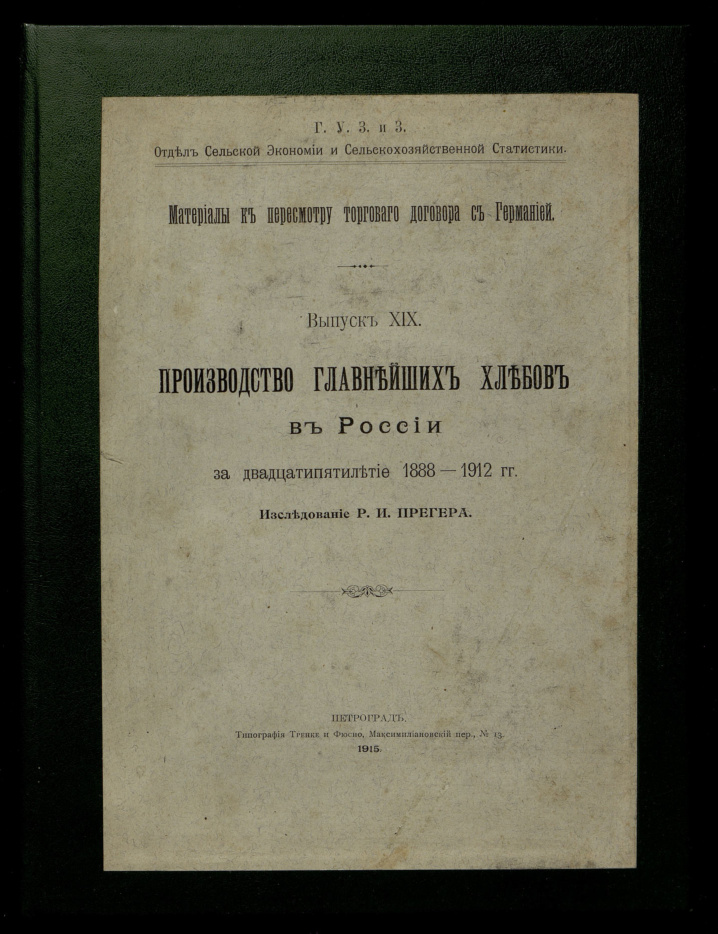 Г. У. З. и З.
Отдѣлъ Сельской Экономіи и Сельскохозяйственной Статистики.
Матеріалы къ пересмотру торговаго договора съ Германіей.
Выпускъ XIX.
ПРОИЗВОДСТВО ГЛАВНѢЙШИХЪ ХЛѢБОВЪ
въ Россіи
за двадцатипятилѣтіе 1888 — 1912 гг.
Изслѣдованіе Р. И. ПРЕГЕРА.
ПЕТРОГРАДЪ.
Типографія Тренке и Фюсно, Максимиліановскій пер., № 13.
1915.